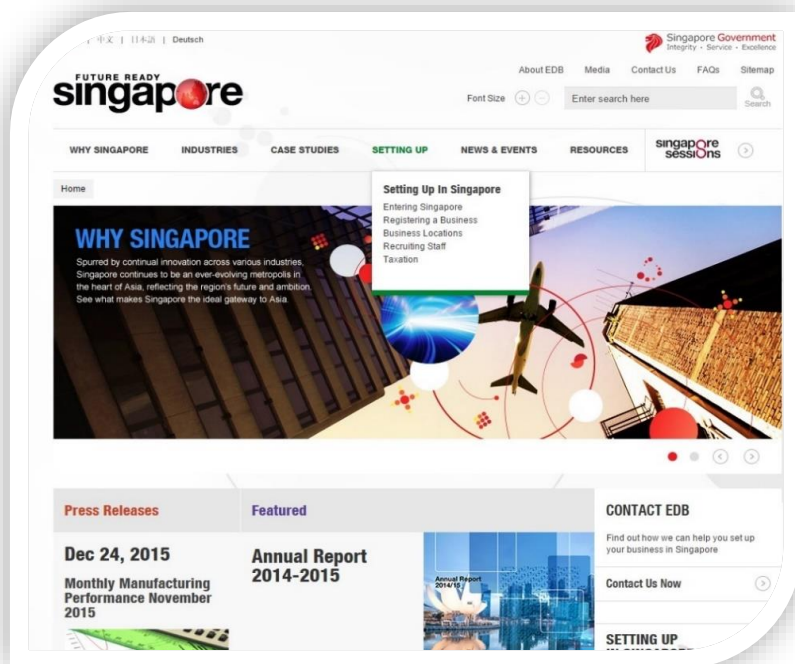 | 中文 | 日本語 | Deutsch
Singapore Government
Integrity · Service · Excellence
About EDB Media Contact Us FAQs Sitemap
FUTURE READY
singapore
Font Size + − Enter search here Search
WHY SINGAPORE INDUSTRIES CASE STUDIES SETTING UP NEWS & EVENTS RESOURCES singapore sessions
Home
Setting Up In Singapore
Entering Singapore
Registering a Business
Business Locations
Recruiting Staff
Taxation
WHY SINGAPORE
Spurred by continual innovation across various industries,
Singapore continues to be an ever-evolving metropolis in
the heart of Asia, reflecting the region's future and ambition.
See what makes Singapore the ideal gateway to Asia.
Press Releases
Dec 24, 2015
Monthly Manufacturing
Performance November
2015
Featured
Annual Report
2014-2015
Annual Report
2014/15
CONTACT EDB
Find out how we can help you set up
your business in Singapore
Contact Us Now
SETTING UP
IN SINGAPORE